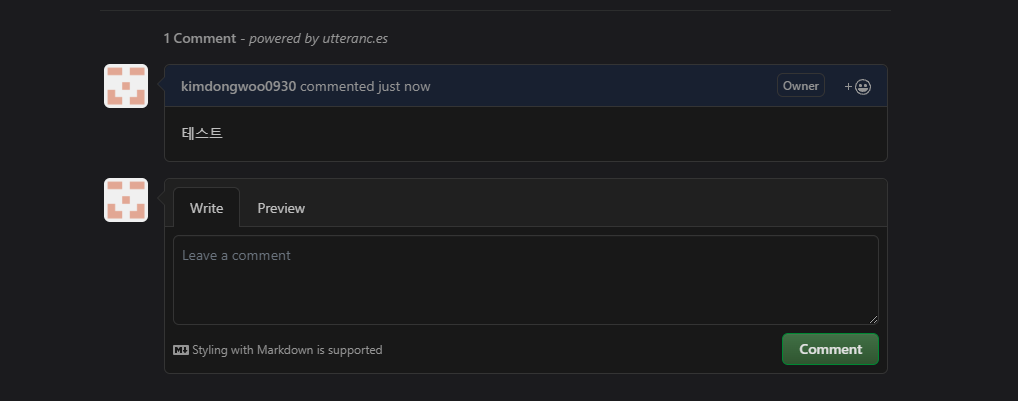 1 Comment - powered by utteranc.es
kimdongwoo0930 commented just now Owner +
테스트
Write Preview
Leave a comment
Styling with Markdown is supported Comment